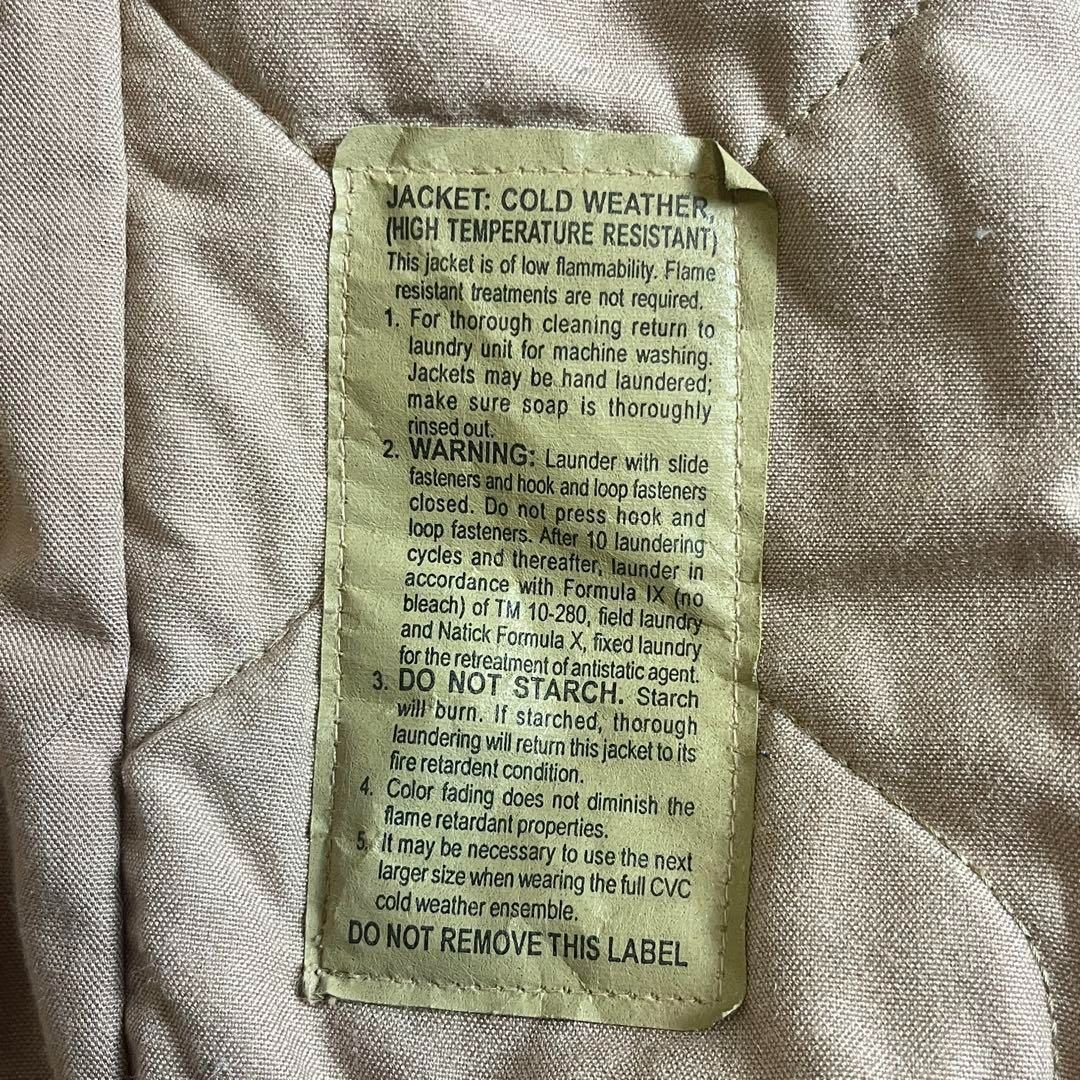 JACKET: COLD WEATHER,
(HIGH TEMPERATURE RESISTANT)
This jacket is of low flammability. Flame
resistant treatments are not required.
1. For thorough cleaning return to
laundry unit for machine washing.
Jackets may be hand laundered;
make sure soap is thoroughly
rinsed out.
2. WARNING: Launder with slide
fasteners and hook and loop fasteners
closed. Do not press hook and
loop fasteners. After 10 laundering
cycles and thereafter, launder in
accordance with Formula IX (no
bleach) of TM 10-280, field laundry
and Natick Formula X, fixed laundry
for the retreatment of antistatic agent.
3. DO NOT STARCH. Starch
will burn. If starched, thorough
laundering will return this jacket to its
fire retardent condition.
4. Color fading does not diminish the
flame retardant properties.
5. It may be necessary to use the next
larger size when wearing the full CVC
cold weather ensemble.
DO NOT REMOVE THIS LABEL